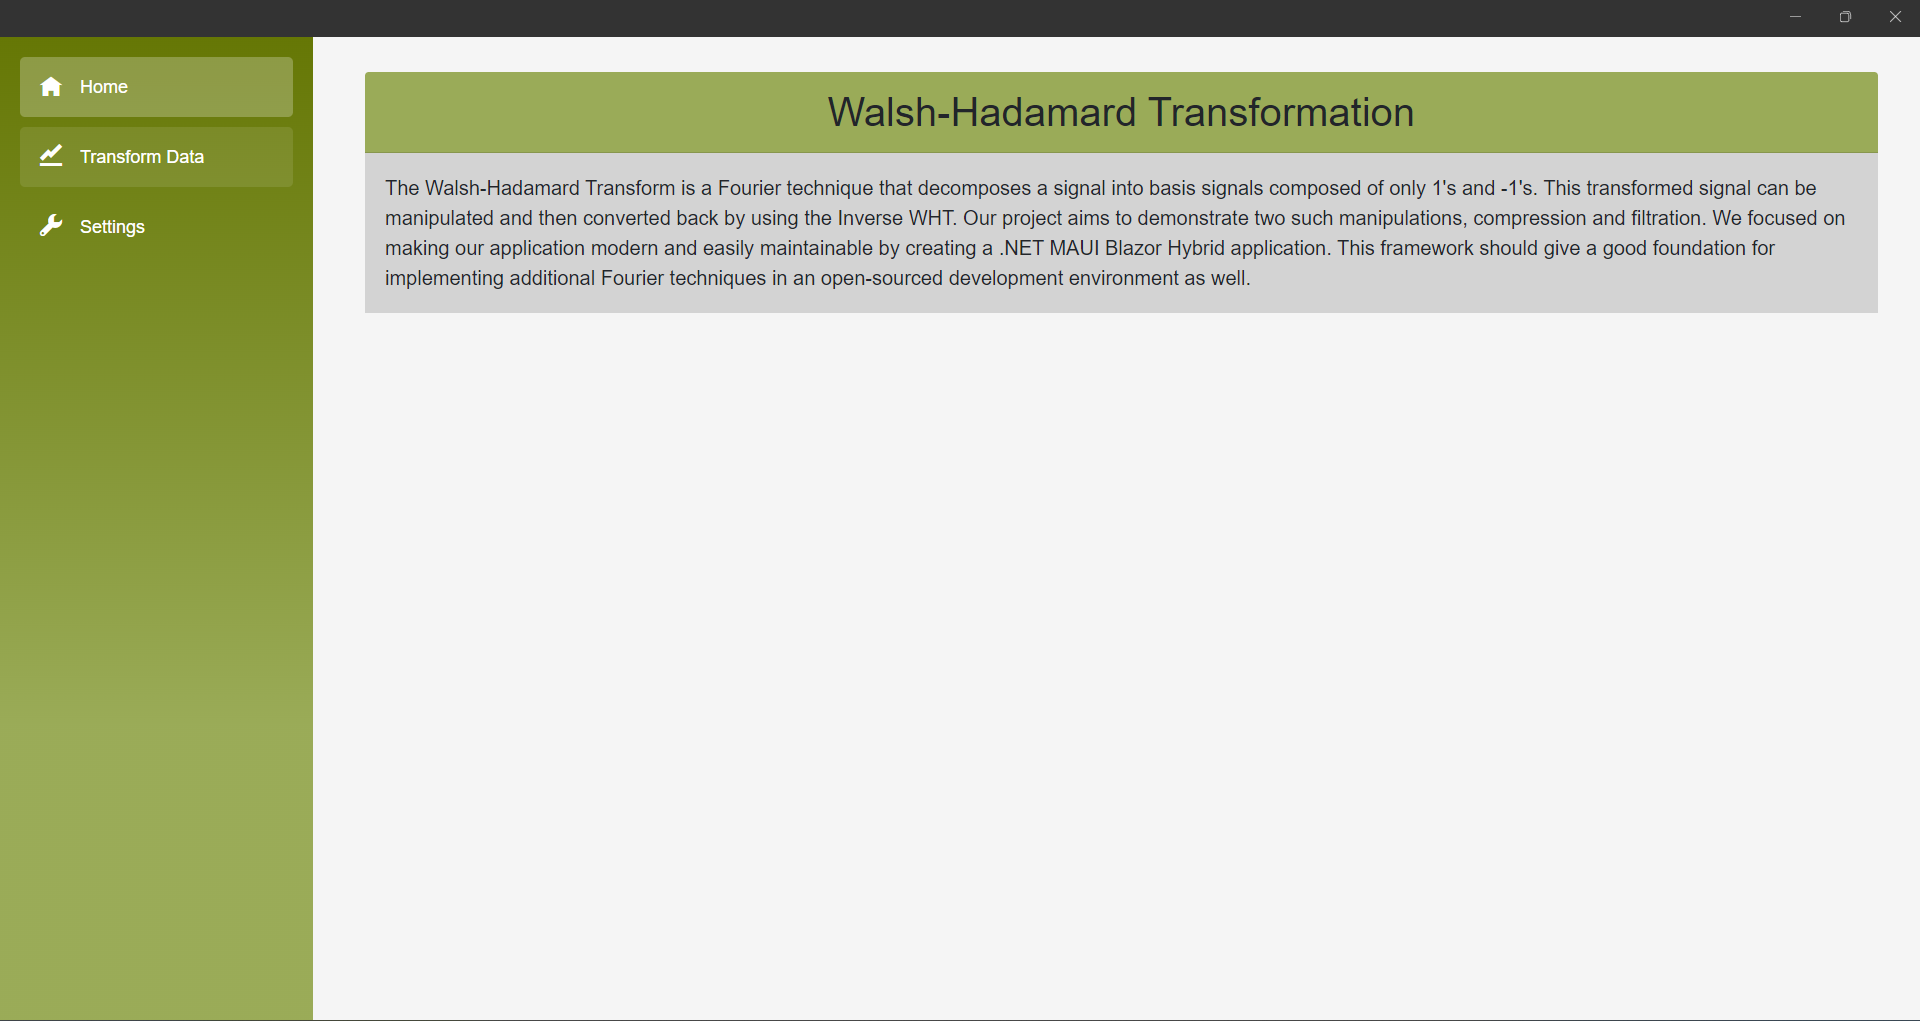 Home
Transform Data
Settings
Walsh-Hadamard Transformation
The Walsh-Hadamard Transform is a Fourier technique that decomposes a signal into basis signals composed of only 1's and -1's. This transformed signal can be
manipulated and then converted back by using the Inverse WHT. Our project aims to demonstrate two such manipulations, compression and filtration. We focused on
making our application modern and easily maintainable by creating a .NET MAUI Blazor Hybrid application. This framework should give a good foundation for
implementing additional Fourier techniques in an open-sourced development environment as well.